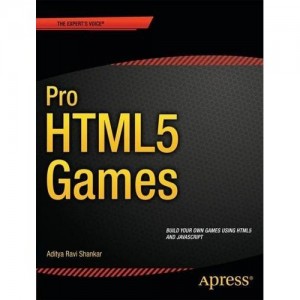 THE EXPERT'S VOICE®
Pro
HTML5
Games
BUILD YOUR OWN GAMES USING HTML5
AND JAVASCRIPT
Aditya Ravi Shankar
Apress®